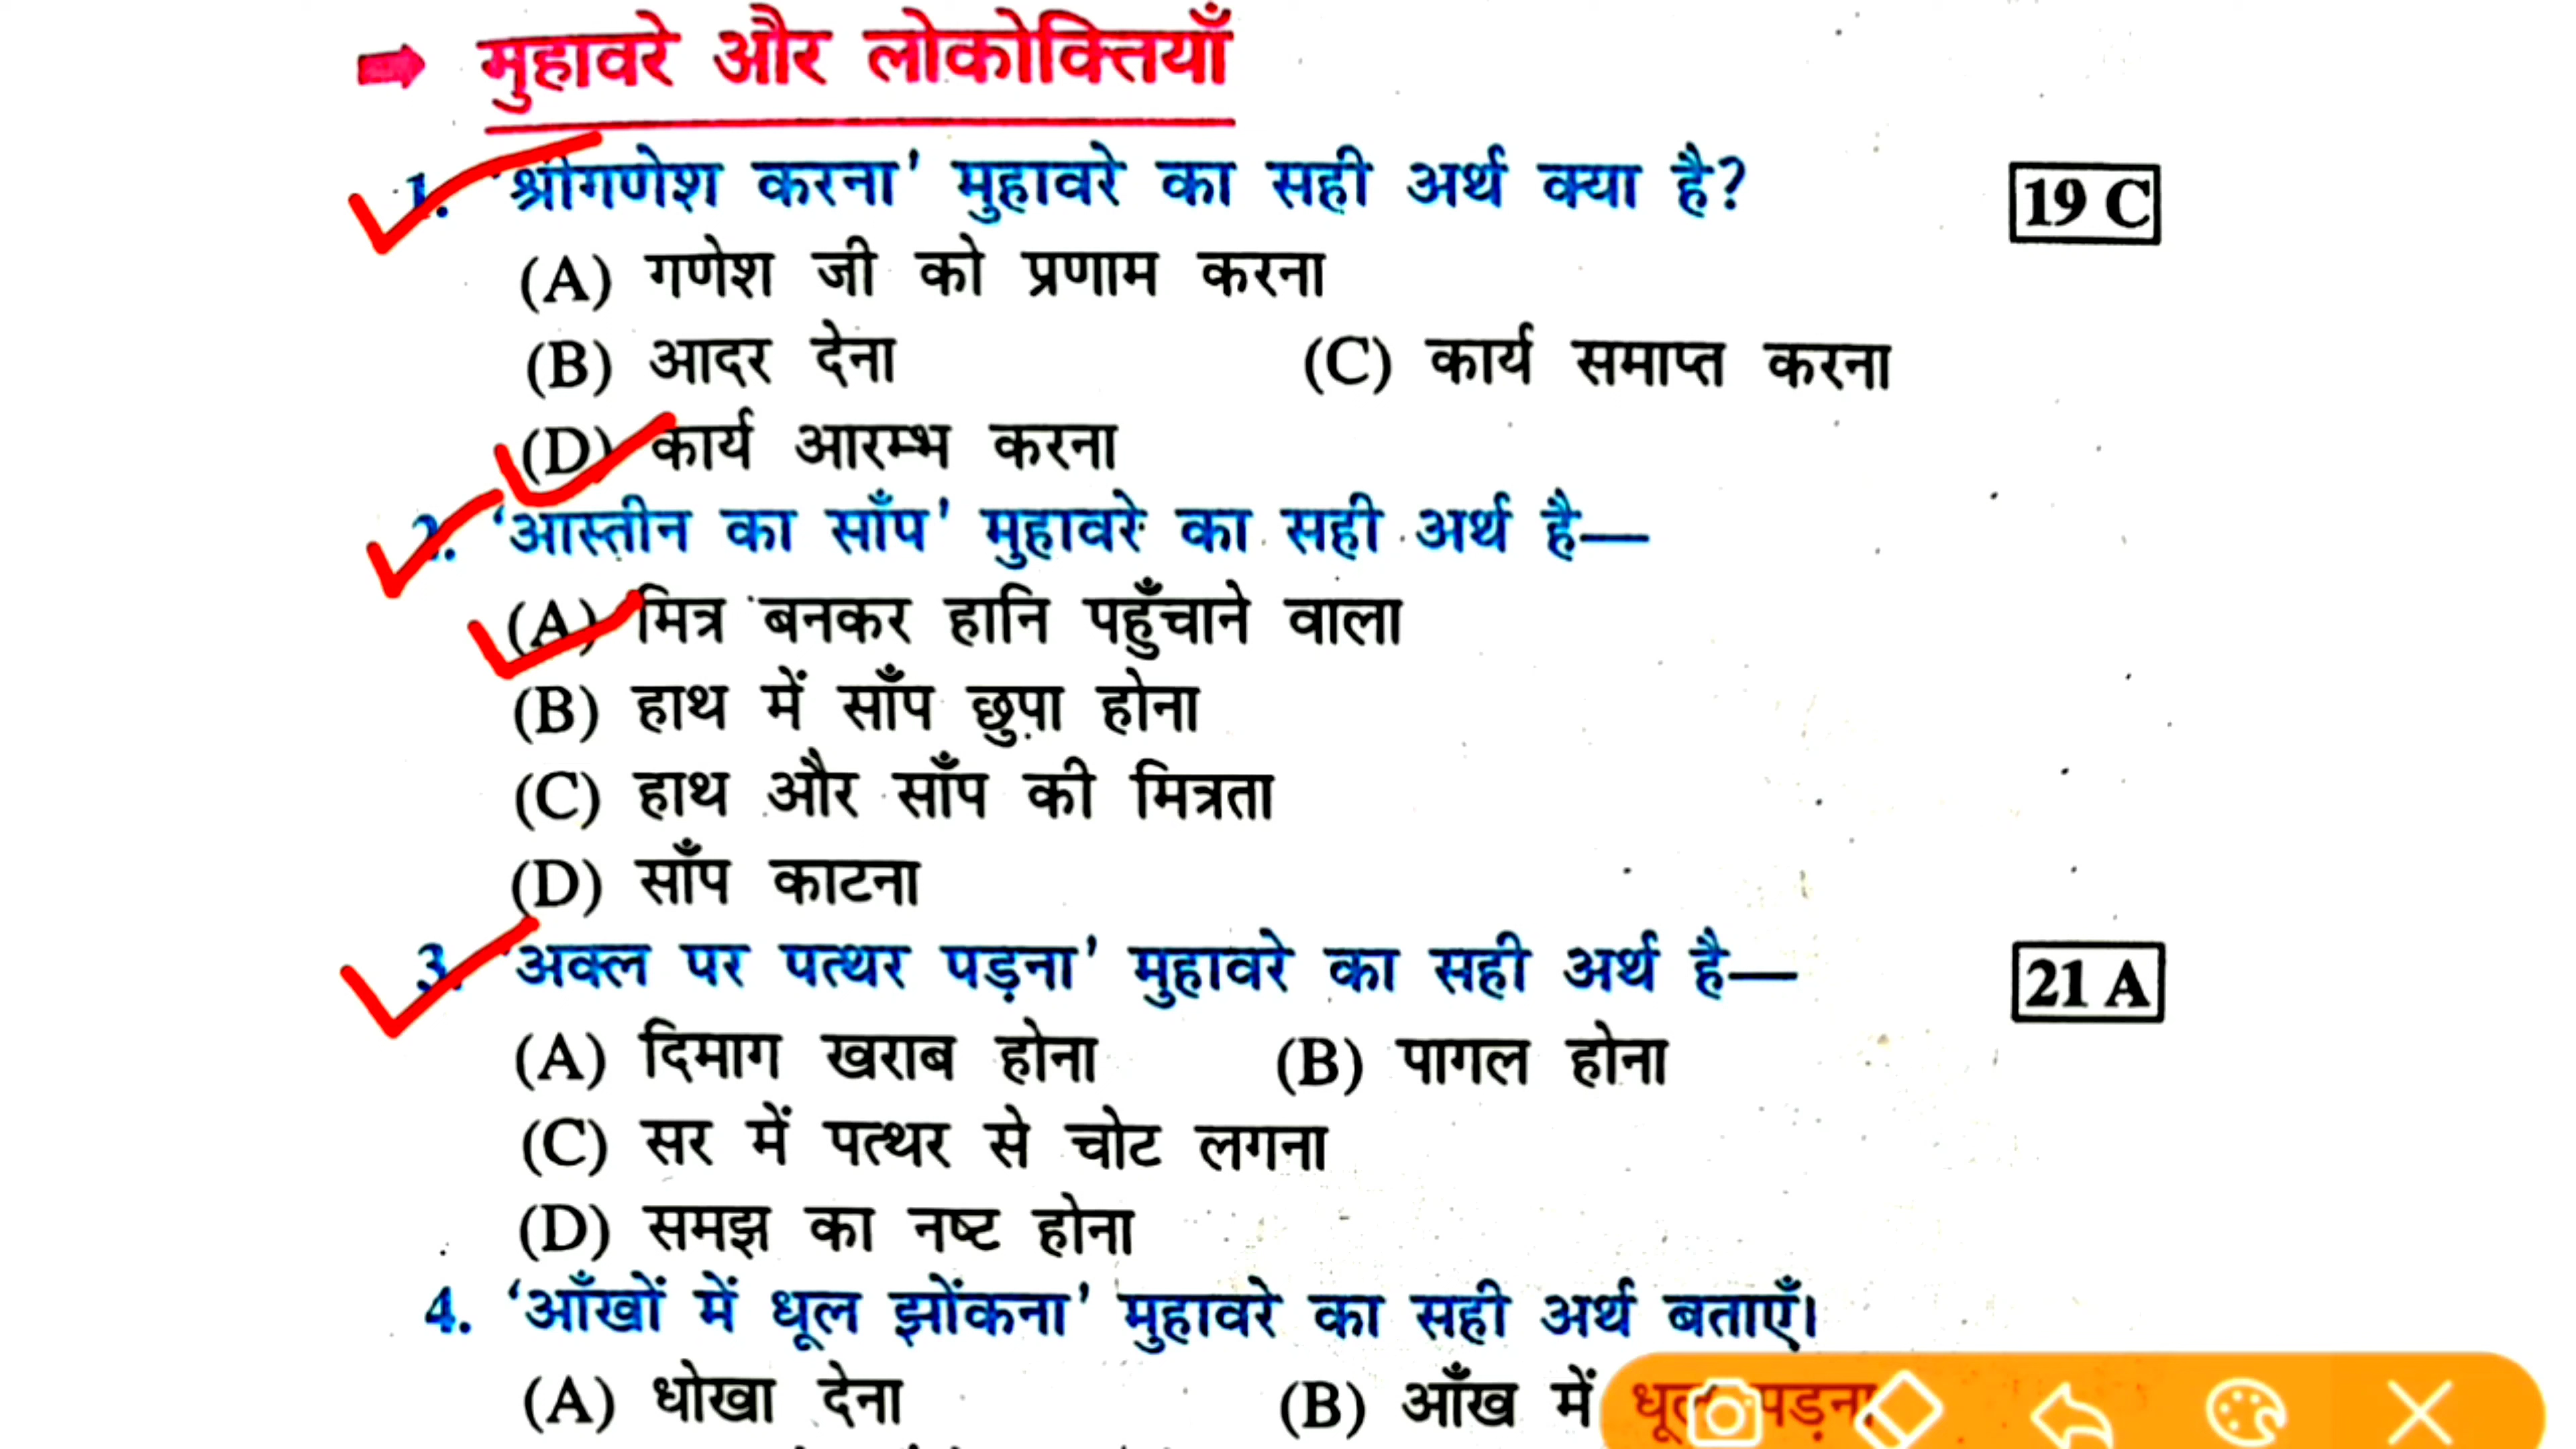 मुहावरे और लोकोक्तियाँ
1. 'श्रीगणेश करना' मुहावरे का सही अर्थ क्या है? 19 C
(A) गणेश जी को प्रणाम करना
(B) आदर देना (C) कार्य समाप्त करना
(D) कार्य आरम्भ करना
2. 'आस्तीन का साँप' मुहावरे का सही अर्थ है—
(A) मित्र बनकर हानि पहुँचाने वाला
(B) हाथ में साँप छुपा होना
(C) हाथ और साँप की मित्रता
(D) साँप काटना
3. 'अक्ल पर पत्थर पड़ना' मुहावरे का सही अर्थ है— 21 A
(A) दिमाग खराब होना (B) पागल होना
(C) सर में पत्थर से चोट लगना
(D) समझ का नष्ट होना
4. 'आँखों में धूल झोंकना' मुहावरे का सही अर्थ बताएँ।
(A) धोखा देना (B) आँख में धूल पड़ना